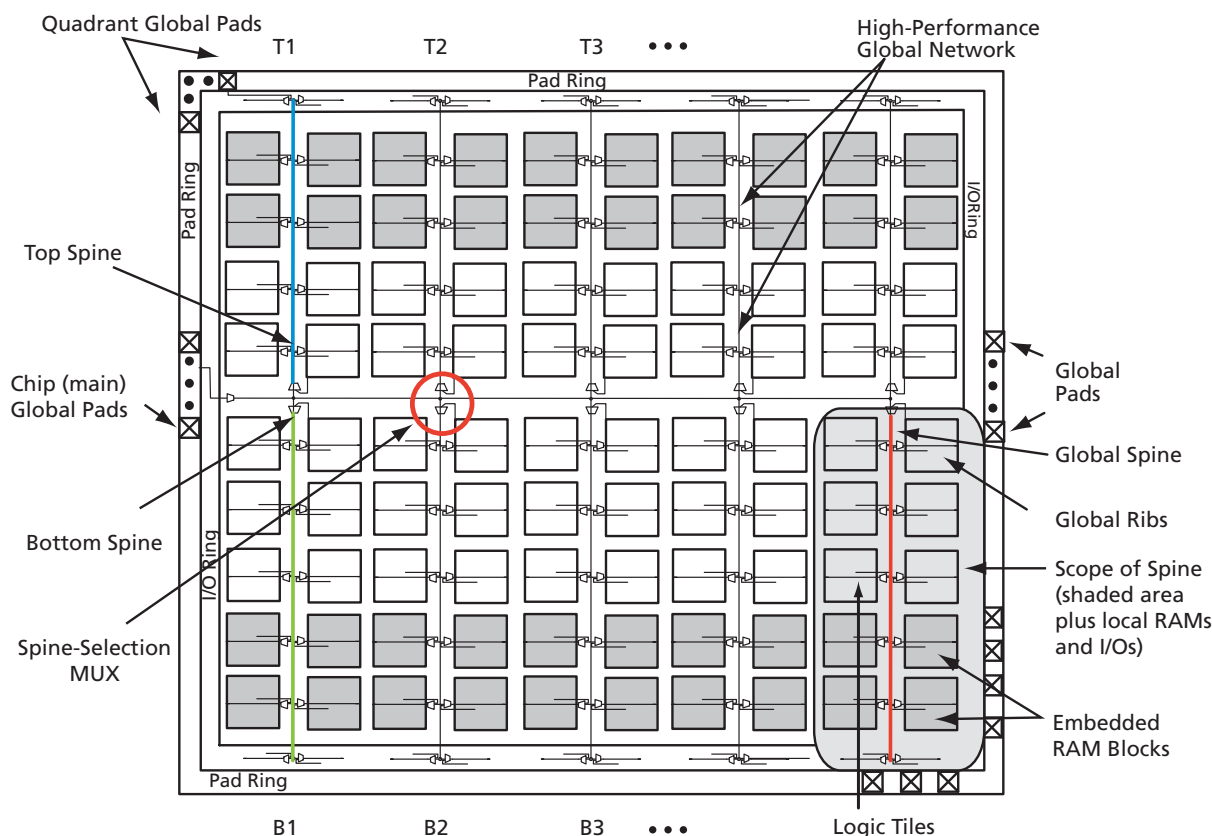 Quadrant Global Pads
T1
T2
T3
•••
High-Performance
Global Network
Pad Ring
Pad Ring
I/ORing
Top Spine
Chip (main)
Global Pads
Global
Pads
Global Spine
Bottom Spine
Global Ribs
I/O Ring
Scope of Spine
(shaded area
plus local RAMs
and I/Os)
Spine-Selection
MUX
Embedded
RAM Blocks
Pad Ring
B1
B2
B3
•••
Logic Tiles